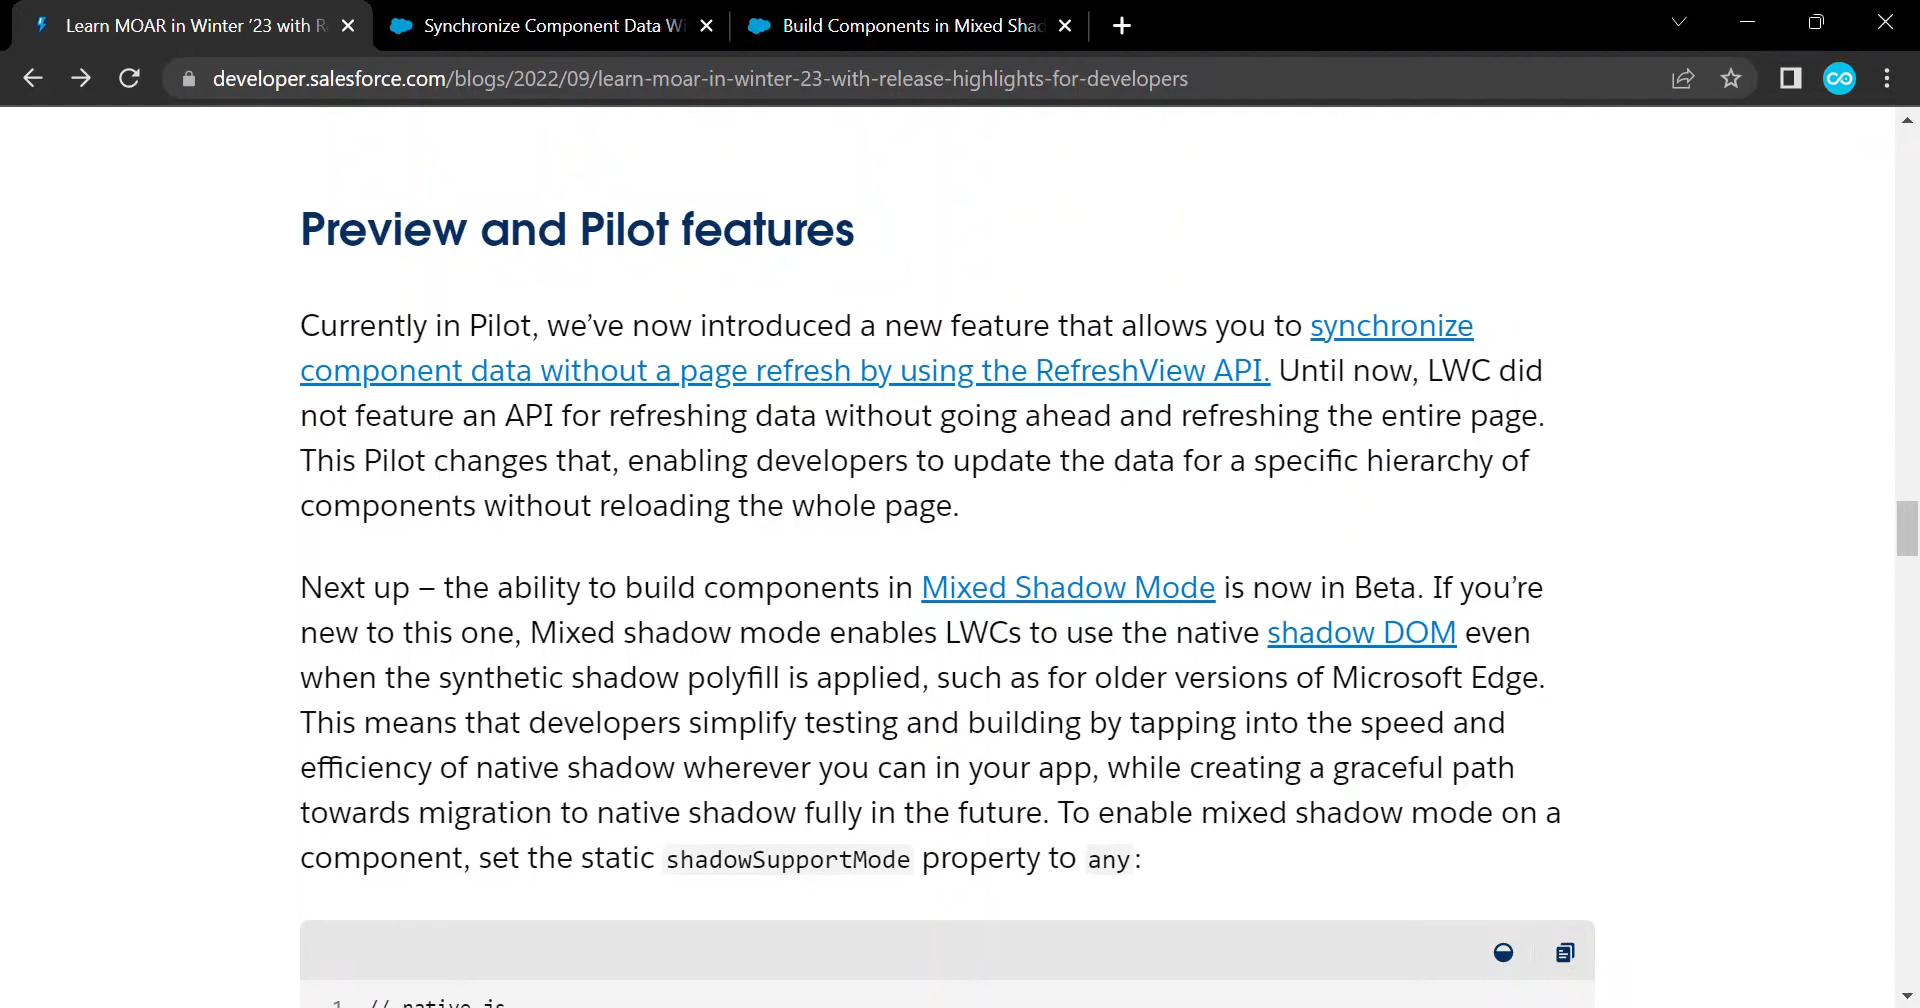 Learn MOAR in Winter ’23 with R
Synchronize Component Data Wi
Build Components in Mixed Shad
developer.salesforce.com/blogs/2022/09/learn-moar-in-winter-23-with-release-highlights-for-developers
Preview and Pilot features
Currently in Pilot, we’ve now introduced a new feature that allows you to synchronize
component data without a page refresh by using the RefreshView API. Until now, LWC did
not feature an API for refreshing data without going ahead and refreshing the entire page.
This Pilot changes that, enabling developers to update the data for a specific hierarchy of
components without reloading the whole page.
Next up – the ability to build components in Mixed Shadow Mode is now in Beta. If you’re
new to this one, Mixed shadow mode enables LWCs to use the native shadow DOM even
when the synthetic shadow polyfill is applied, such as for older versions of Microsoft Edge.
This means that developers simplify testing and building by tapping into the speed and
efficiency of native shadow wherever you can in your app, while creating a graceful path
towards migration to native shadow fully in the future. To enable mixed shadow mode on a
component, set the static shadowSupportMode property to any:
1 // native.js